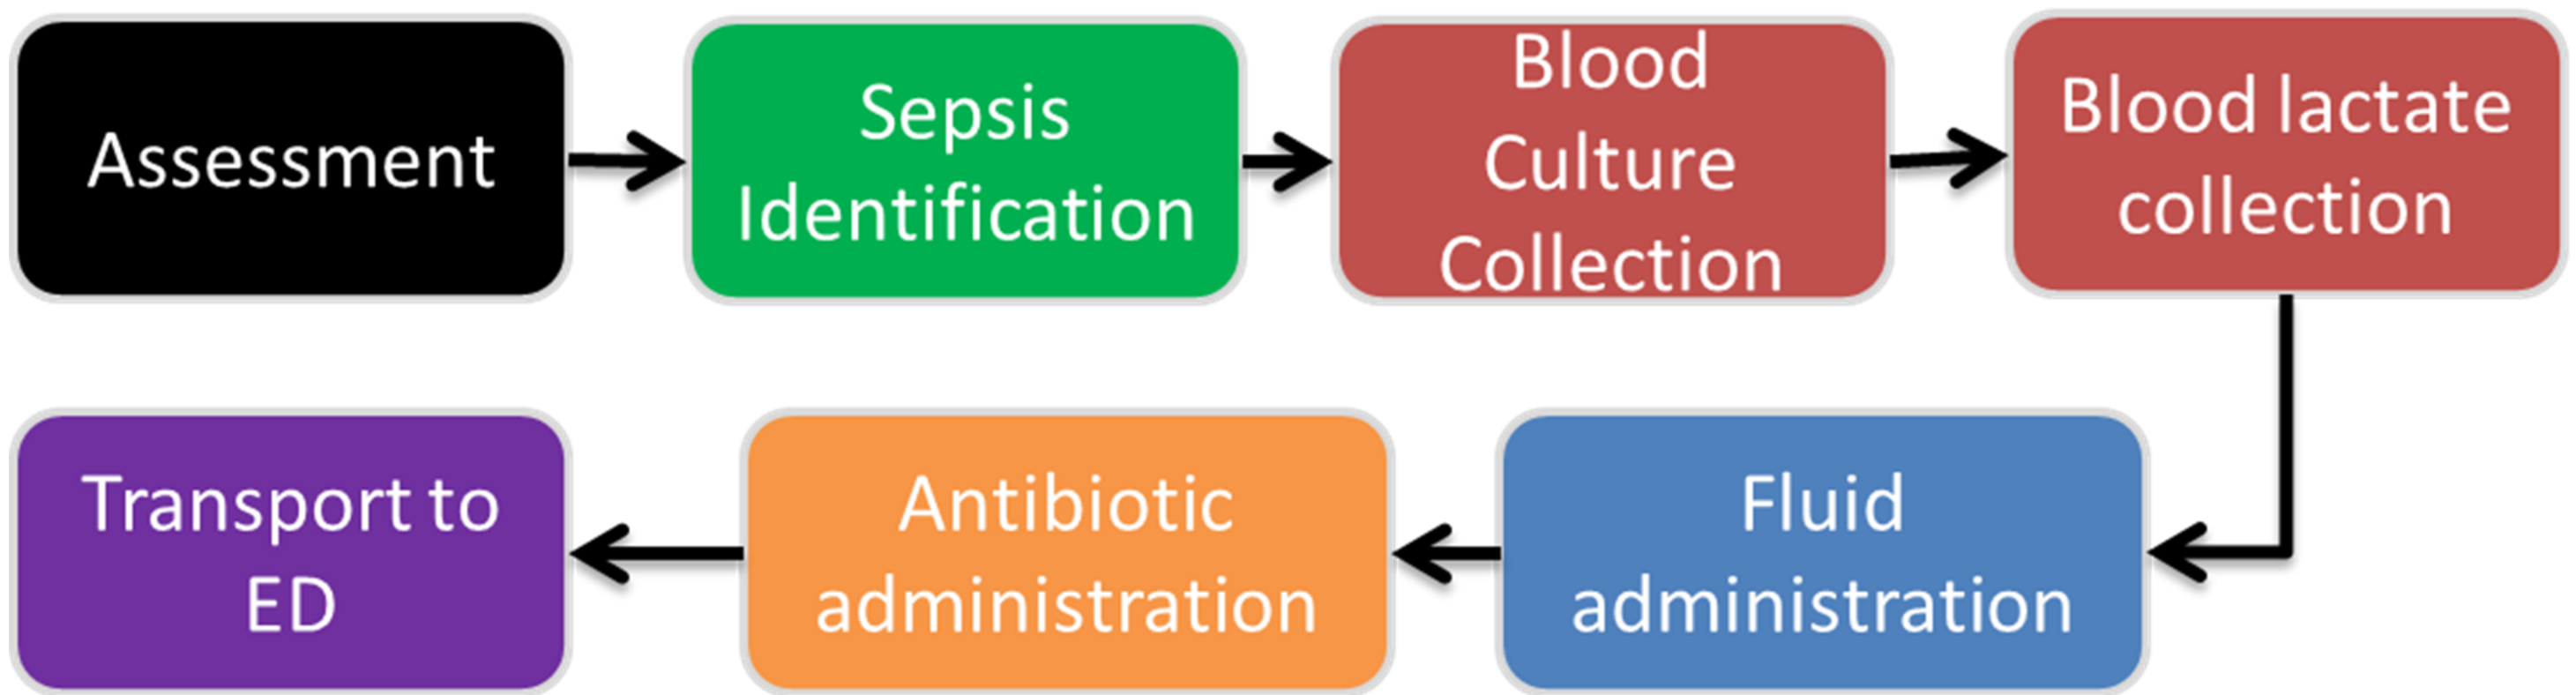 Assessment
Sepsis
Identification
Blood
Culture
Collection
Blood lactate
collection
Fluid
administration
Antibiotic
administration
Transport to
ED